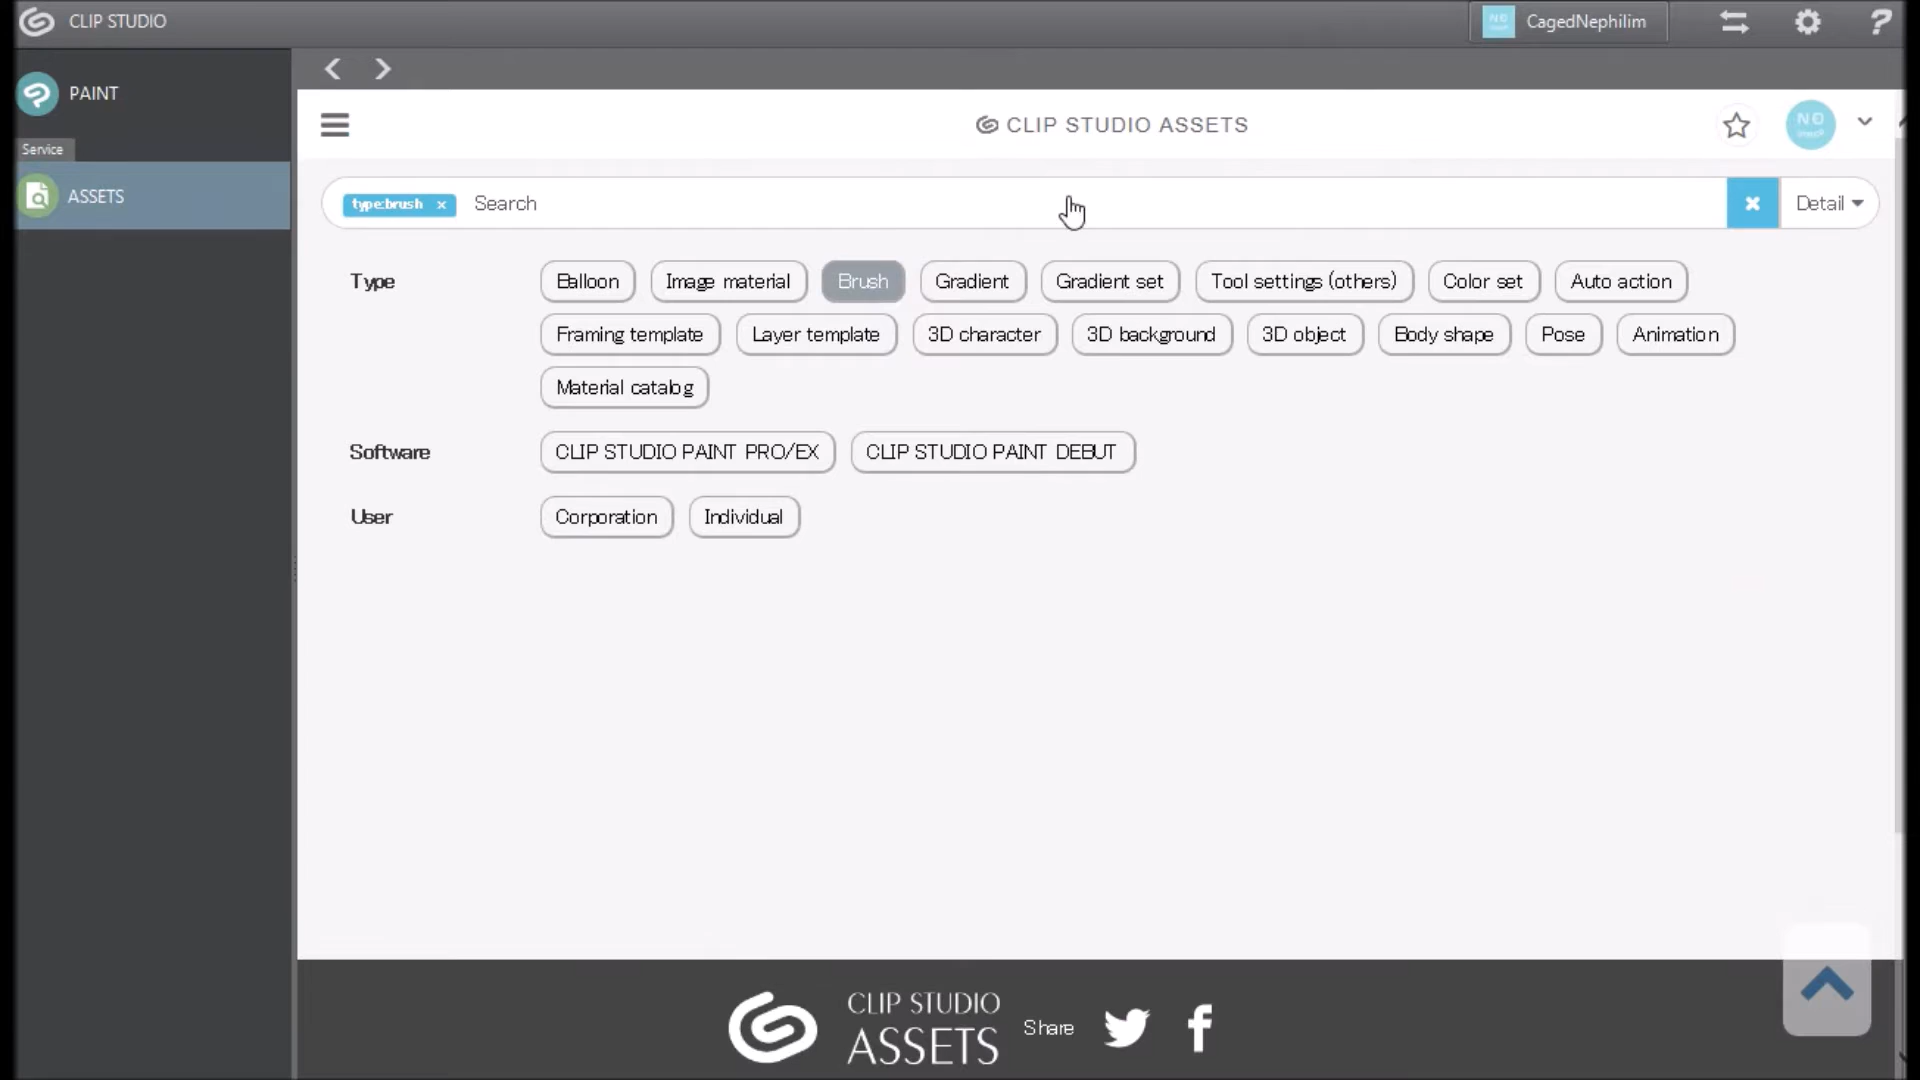 CLIP STUDIO
CagedNephilim
PAINT
Service
ASSETS
CLIP STUDIO ASSETS
type:brush × Search
Detail
Type
Balloon Image material Brush Gradient Gradient set Tool settings (others) Color set Auto action
Framing template Layer template 3D character 3D background 3D object Body shape Pose Animation
Material catalog
Software CLIP STUDIO PAINT PRO/EX CLIP STUDIO PAINT DEBUT
User Corporation Individual
CLIP STUDIO
ASSETS
Share